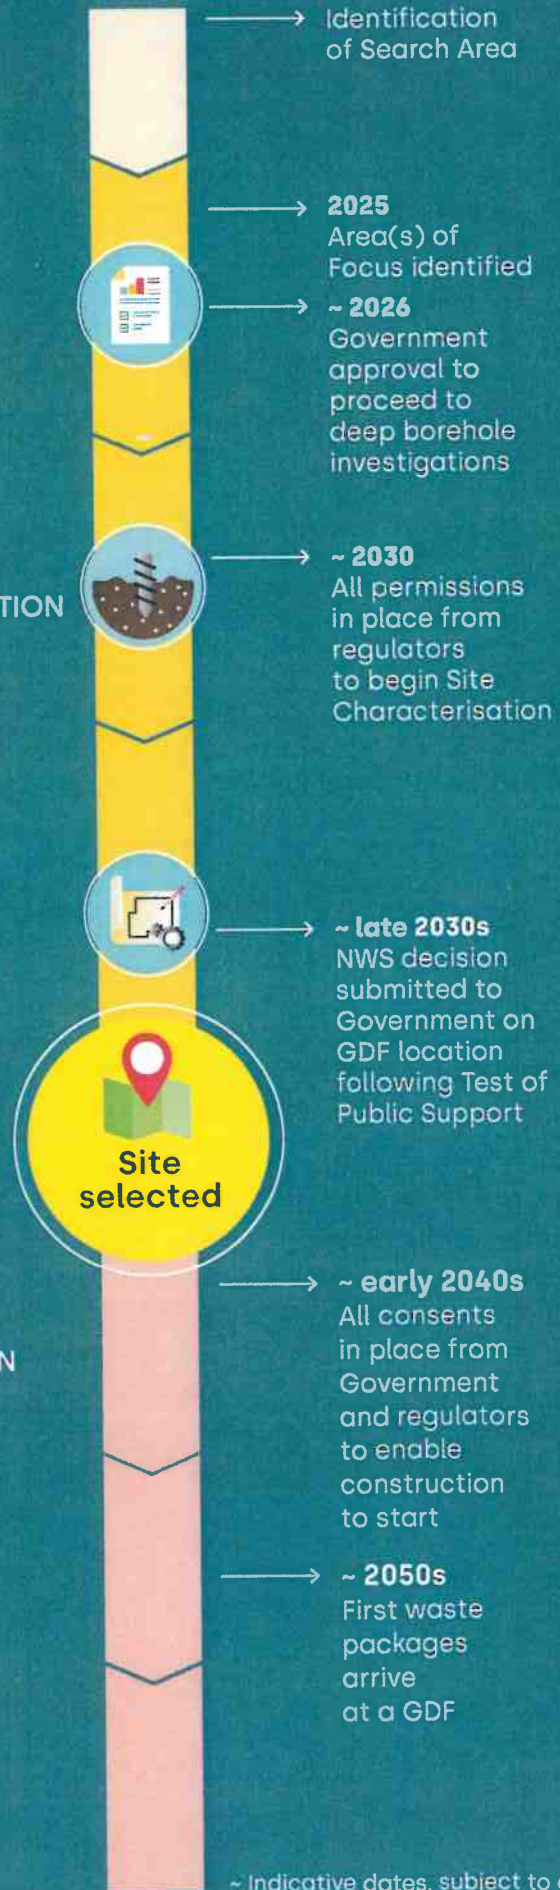 Identification
of Search Area
2025
Area(s) of
Focus identified
~ 2026
Government
approval to
proceed to
deep borehole
investigations
TION
~ 2030
All permissions
in place from
regulators
to begin Site
Characterisation
~ late 2030s
NWS decision
submitted to
Government on
GDF location
following Test of
Public Support
Site
selected
~ early 2040s
All consents
in place from
Government
and regulators
to enable
construction
to start
N
~ 2050s
First waste
packages
arrive
at a GDF
~ Indicative dates, subject to